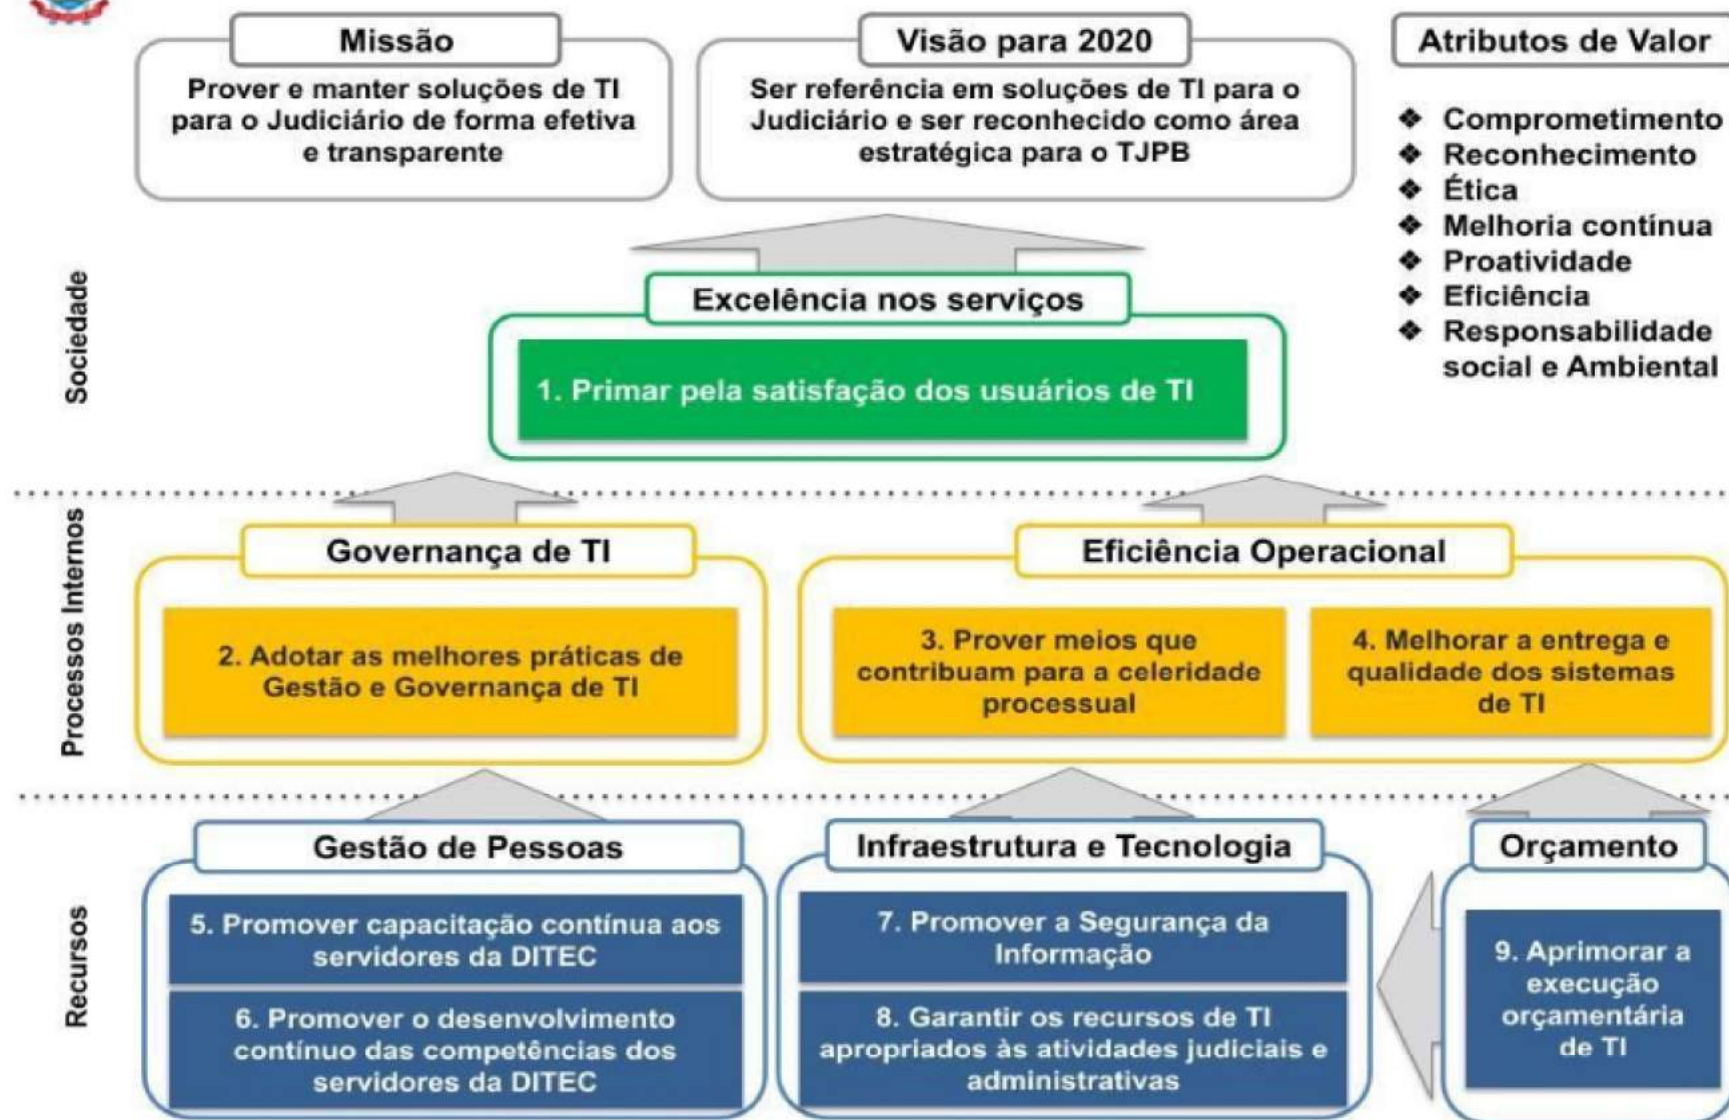 Missão
Prover e manter soluções de TI
para o Judiciário de forma efetiva
e transparente
Visão para 2020
Ser referência em soluções de TI para o
Judiciário e ser reconhecido como área
estratégica para o TJPB
Atributos de Valor
❖ Comprometimento
❖ Reconhecimento
❖ Ética
❖ Melhoria contínua
❖ Proatividade
❖ Eficiência
❖ Responsabilidade
social e Ambiental
Sociedade
Excelência nos serviços
1. Primar pela satisfação dos usuários de TI
Processos Internos
Governança de TI
2. Adotar as melhores práticas de
Gestão e Governança de TI
Eficiência Operacional
3. Prover meios que
contribuam para a celeridade
processual
4. Melhorar a entrega e
qualidade dos sistemas
de TI
Recursos
Gestão de Pessoas
5. Promover capacitação contínua aos
servidores da DITEC
6. Promover o desenvolvimento
contínuo das competências dos
servidores da DITEC
Infraestrutura e Tecnologia
7. Promover a Segurança da
Informação
8. Garantir os recursos de TI
apropriados às atividades judiciais e
administrativas
Orçamento
9. Aprimorar a
execução
orçamentária
de TI